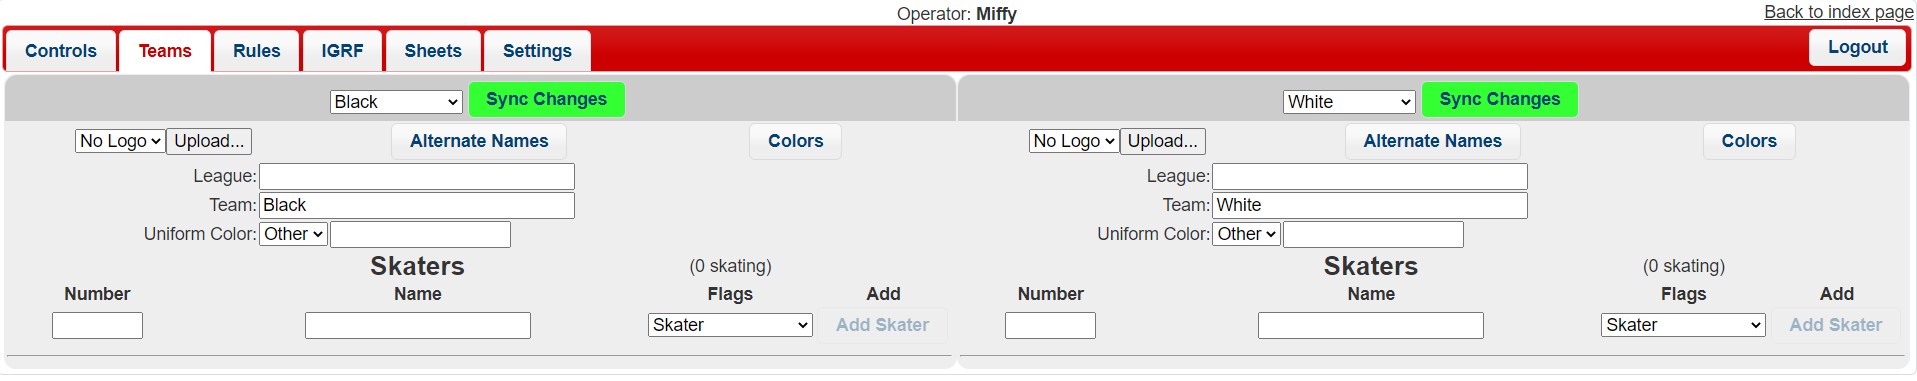 Operator: Miffy
Back to index page
Controls Teams Rules IGRF Sheets Settings Logout
Black Sync Changes
No Logo Upload... Alternate Names Colors
League:
Team: Black
Uniform Color: Other
Skaters (0 skating)
Number Name Flags Add
Skater Add Skater
White Sync Changes
No Logo Upload... Alternate Names Colors
League:
Team: White
Uniform Color: Other
Skaters (0 skating)
Number Name Flags Add
Skater Add Skater